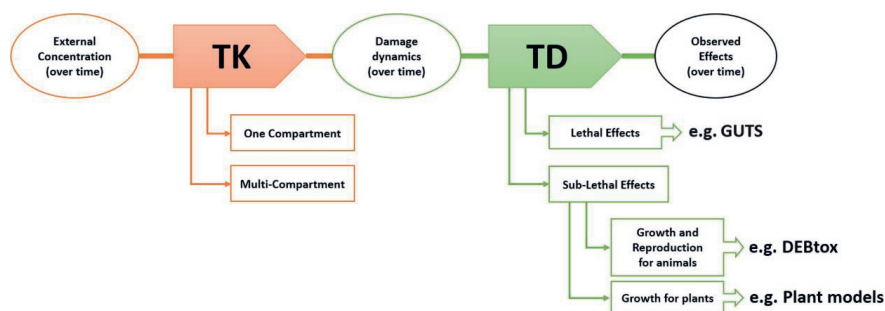 External
Concentration
(over time)
TK
Damage
dynamics
(over time)
TD
Observed
Effects
(over time)
One Compartment
Multi-Compartment
Lethal Effects
e.g. GUTS
Sub-Lethal Effects
Growth and
Reproduction
for animals
e.g. DEBtox
Growth for plants
e.g. Plant models